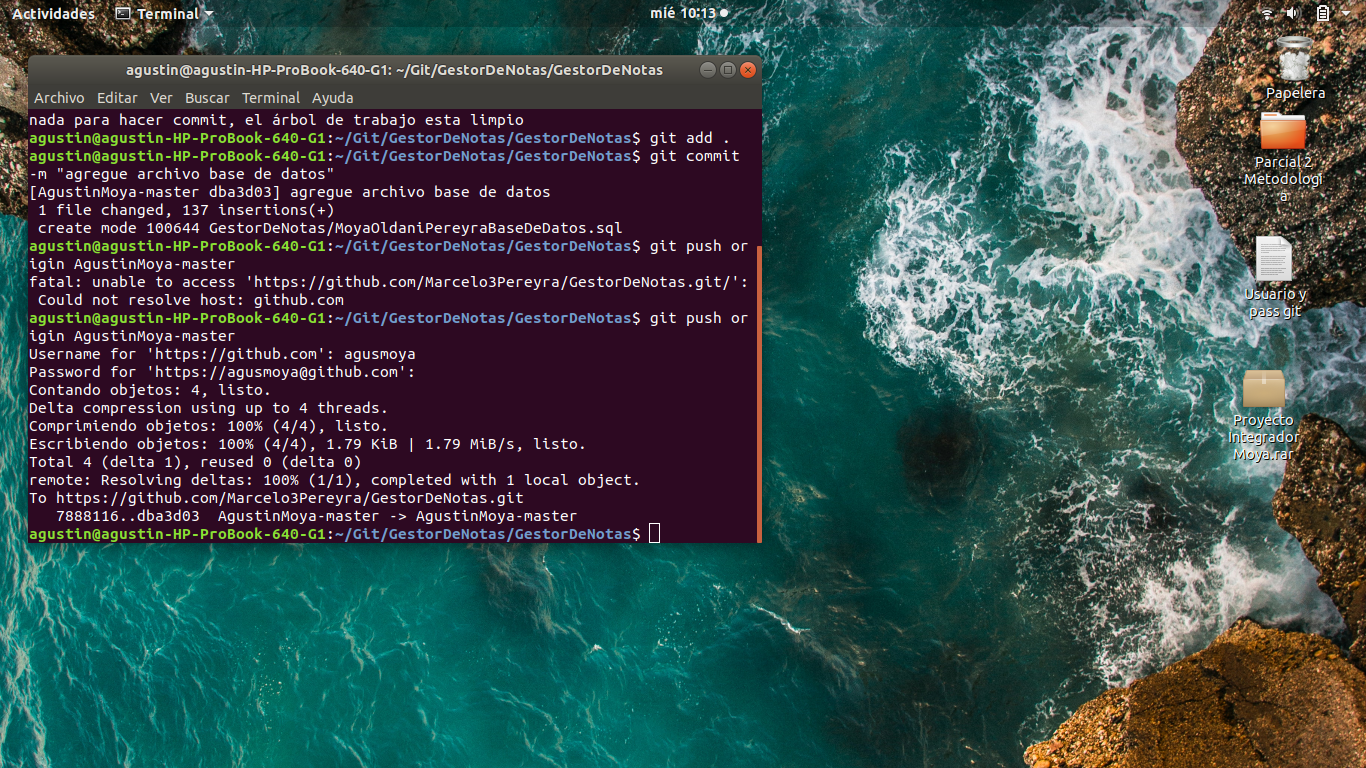 Actividades Terminal mié 10:13
agustin@agustin-HP-ProBook-640-G1: ~/Git/GestorDeNotas/GestorDeNotas
Archivo Editar Ver Buscar Terminal Ayuda
nada para hacer commit, el árbol de trabajo esta limpio
agustin@agustin-HP-ProBook-640-G1:~/Git/GestorDeNotas/GestorDeNotas$ git add .
agustin@agustin-HP-ProBook-640-G1:~/Git/GestorDeNotas/GestorDeNotas$ git commit
-m "agregue archivo base de datos"
[AgustinMoya-master dba3d03] agregue archivo base de datos
 1 file changed, 137 insertions(+)
 create mode 100644 GestorDeNotas/MoyaOldaniPereyraBaseDeDatos.sql
agustin@agustin-HP-ProBook-640-G1:~/Git/GestorDeNotas/GestorDeNotas$ git push or
igin AgustinMoya-master
fatal: unable to access 'https://github.com/Marcelo3Pereyra/GestorDeNotas.git/':
 Could not resolve host: github.com
agustin@agustin-HP-ProBook-640-G1:~/Git/GestorDeNotas/GestorDeNotas$ git push or
igin AgustinMoya-master
Username for 'https://github.com': agusmoya
Password for 'https://agusmoya@github.com':
Contando objetos: 4, listo.
Delta compression using up to 4 threads.
Comprimiendo objetos: 100% (4/4), listo.
Escribiendo objetos: 100% (4/4), 1.79 KiB | 1.79 MiB/s, listo.
Total 4 (delta 1), reused 0 (delta 0)
remote: Resolving deltas: 100% (1/1), completed with 1 local object.
To https://github.com/Marcelo3Pereyra/GestorDeNotas.git
   7888116..dba3d03  AgustinMoya-master -> AgustinMoya-master
agustin@agustin-HP-ProBook-640-G1:~/Git/GestorDeNotas/GestorDeNotas$
Papelera
Parcial 2
Metodologi
a
Usuario y
pass git
Proyecto
Integrador
Moya.rar